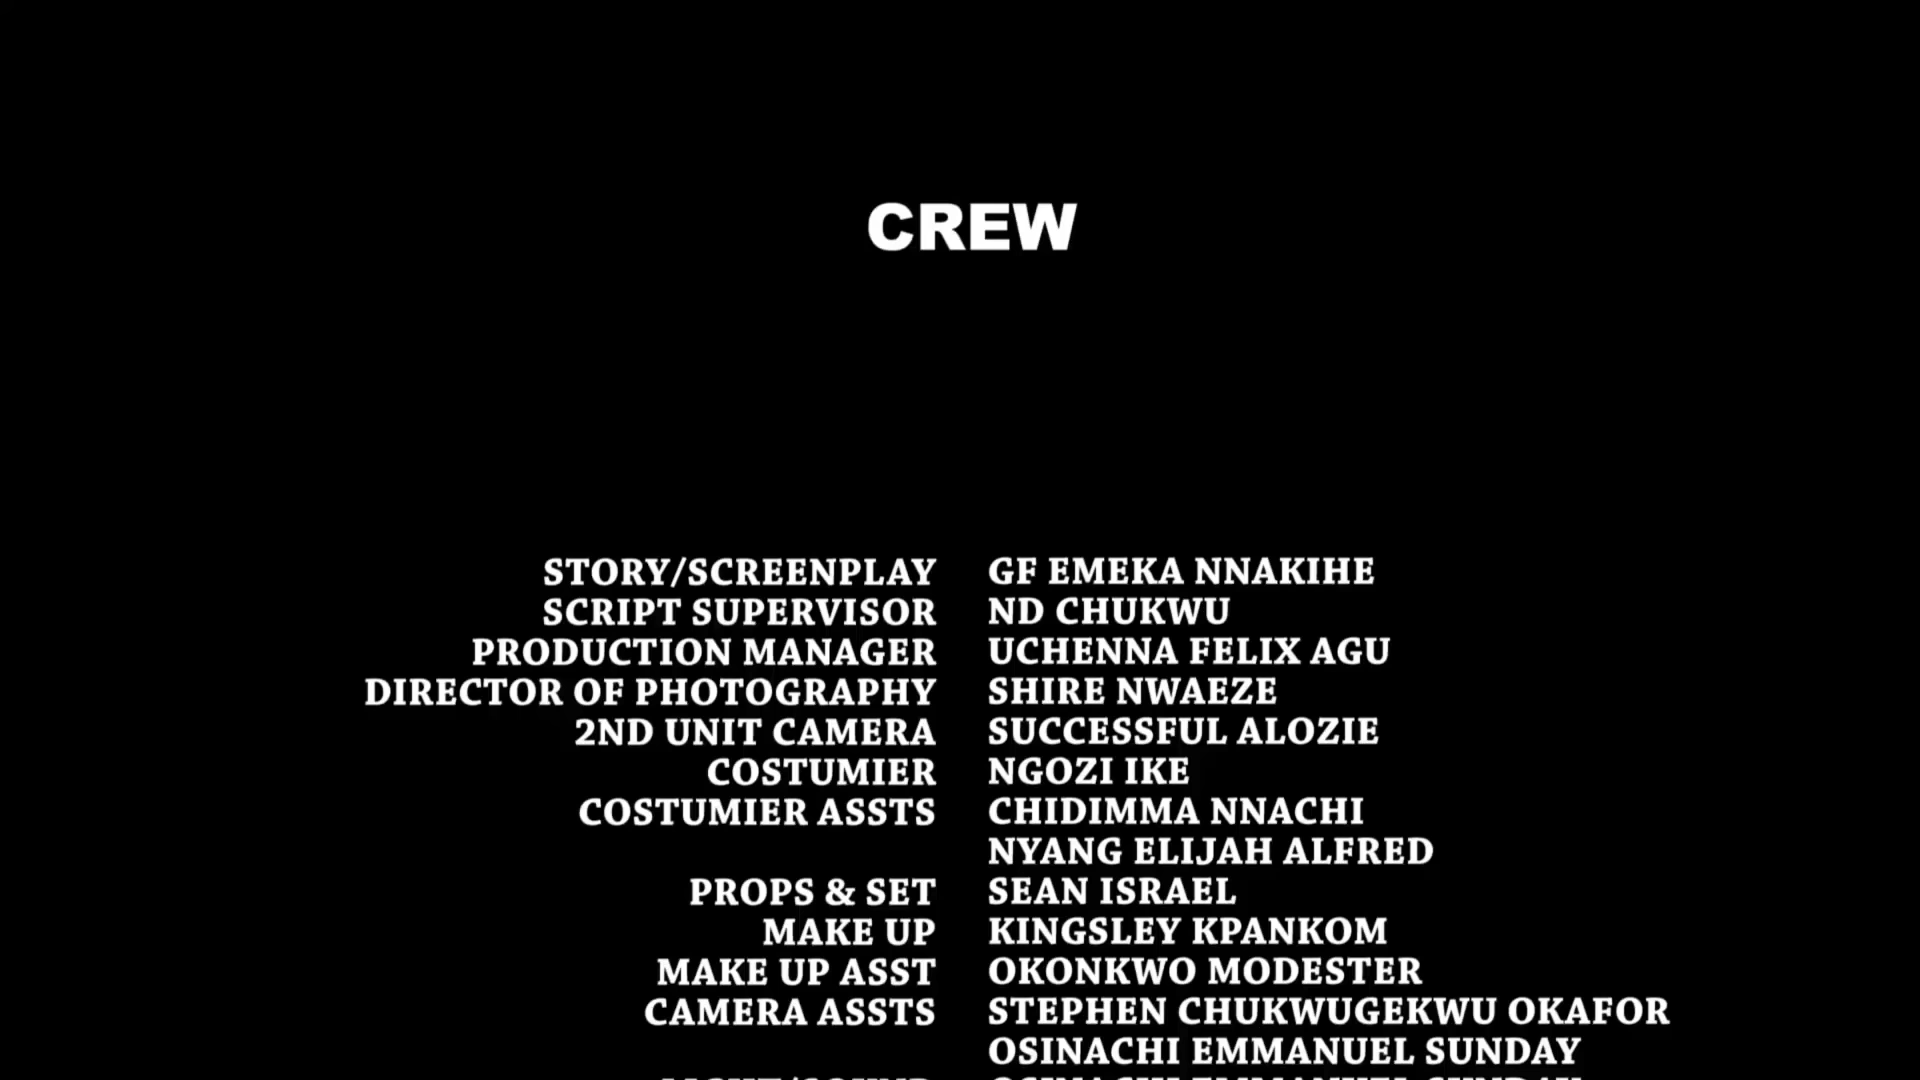 CREW
STORY/SCREENPLAY GF EMEKA NNAKIHE
SCRIPT SUPERVISOR ND CHUKWU
PRODUCTION MANAGER UCHENNA FELIX AGU
DIRECTOR OF PHOTOGRAPHY SHIRE NWAEZE
2ND UNIT CAMERA SUCCESSFUL ALOZIE
COSTUMIER NGOZI IKE
COSTUMIER ASSTS CHIDIMMA NNACHI
NYANG ELIJAH ALFRED
PROPS & SET SEAN ISRAEL
MAKE UP KINGSLEY KPANKOM
MAKE UP ASST OKONKWO MODESTER
CAMERA ASSTS STEPHEN CHUKWUGEKWU OKAFOR
OSINACHI EMMANUEL SUNDAY